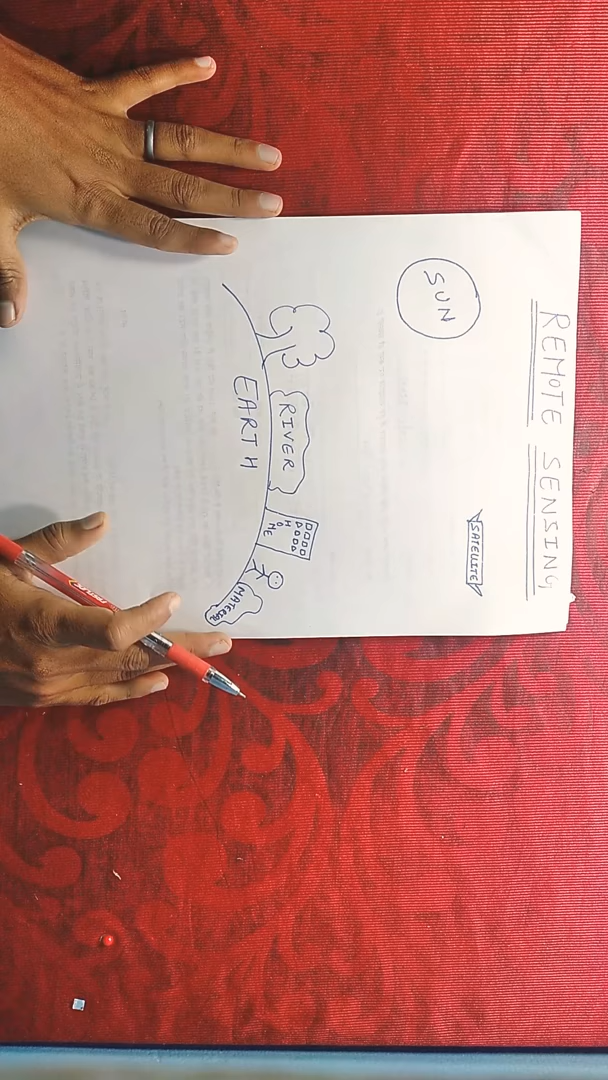 REMOTE SENSING
SUN
SATELLITE
RIVER
HOME
MATERIAL
EARTH